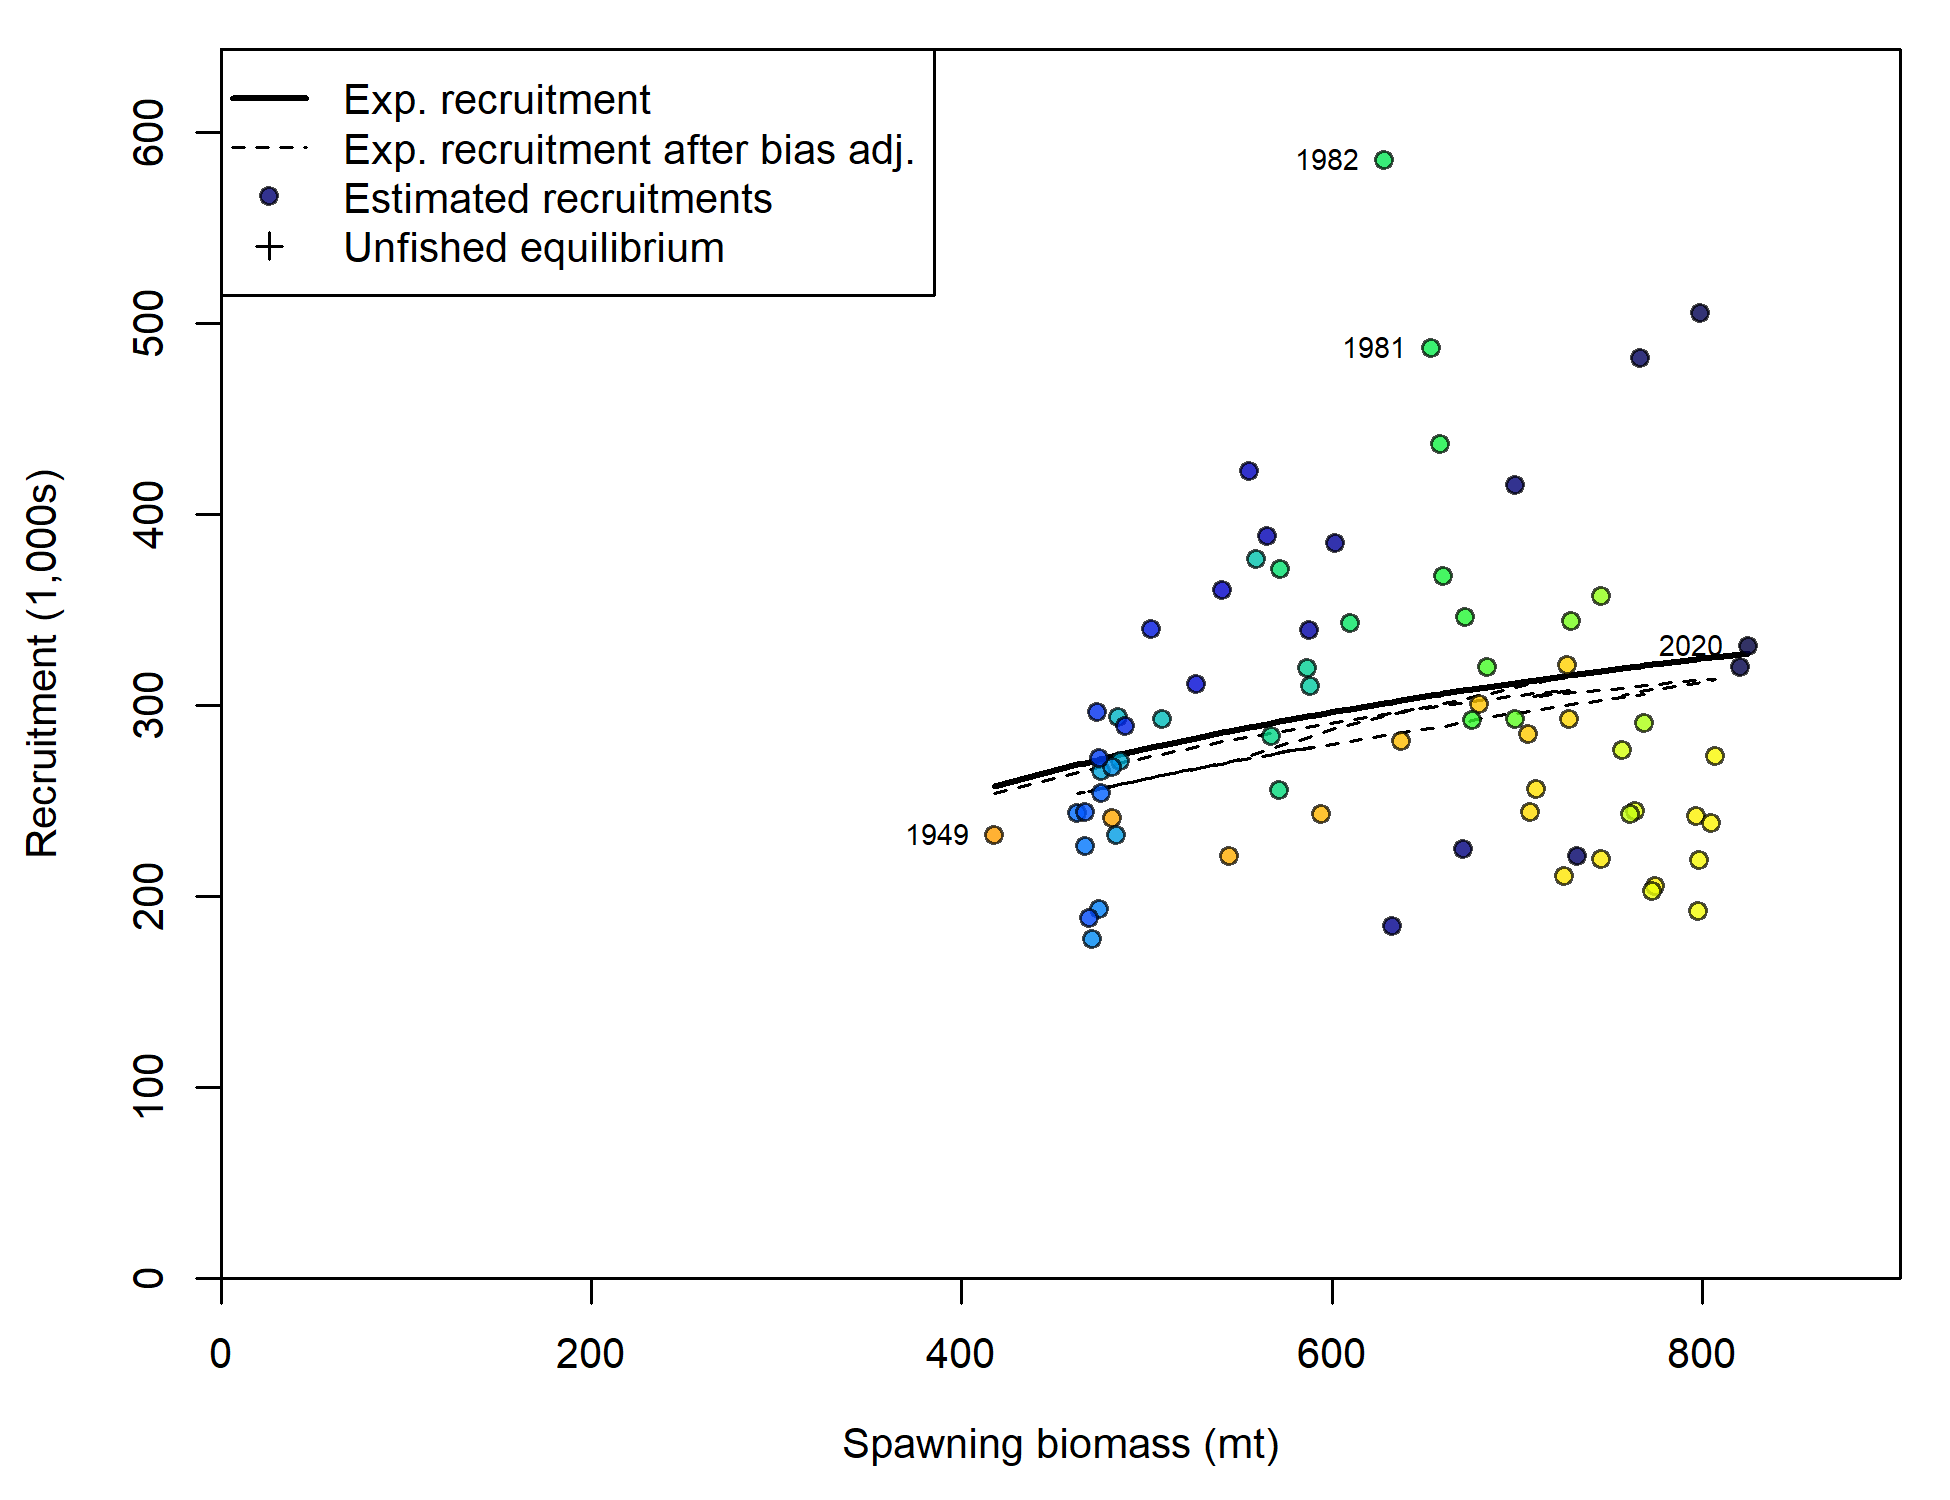 Exp. recruitment
Exp. recruitment after bias adj.
Estimated recruitments
Unfished equilibrium
600
500
400
300
200
100
0
Recruitment (1,000s)
1982
1981
2020
1949
0
200
400
600
800
Spawning biomass (mt)